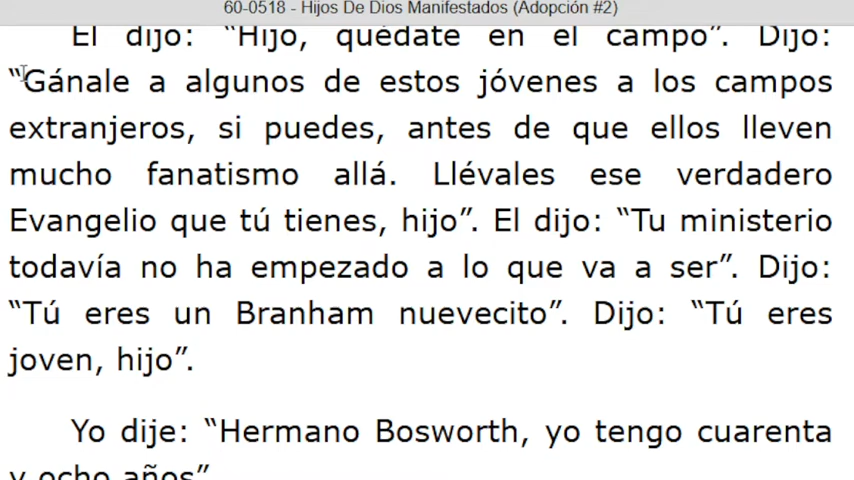 60-0518 - Hijos De Dios Manifestados (Adopción #2)
El dijo: “Hijo, quédate en el campo”. Dijo:
“Gánale a algunos de estos jóvenes a los campos
extranjeros, si puedes, antes de que ellos lleven
mucho fanatismo allá. Llévales ese verdadero
Evangelio que tú tienes, hijo”. El dijo: “Tu ministerio
todavía no ha empezado a lo que va a ser”. Dijo:
“Tú eres un Branham nuevecito”. Dijo: “Tú eres
joven, hijo”.
Yo dije: “Hermano Bosworth, yo tengo cuarenta
y ocho años”